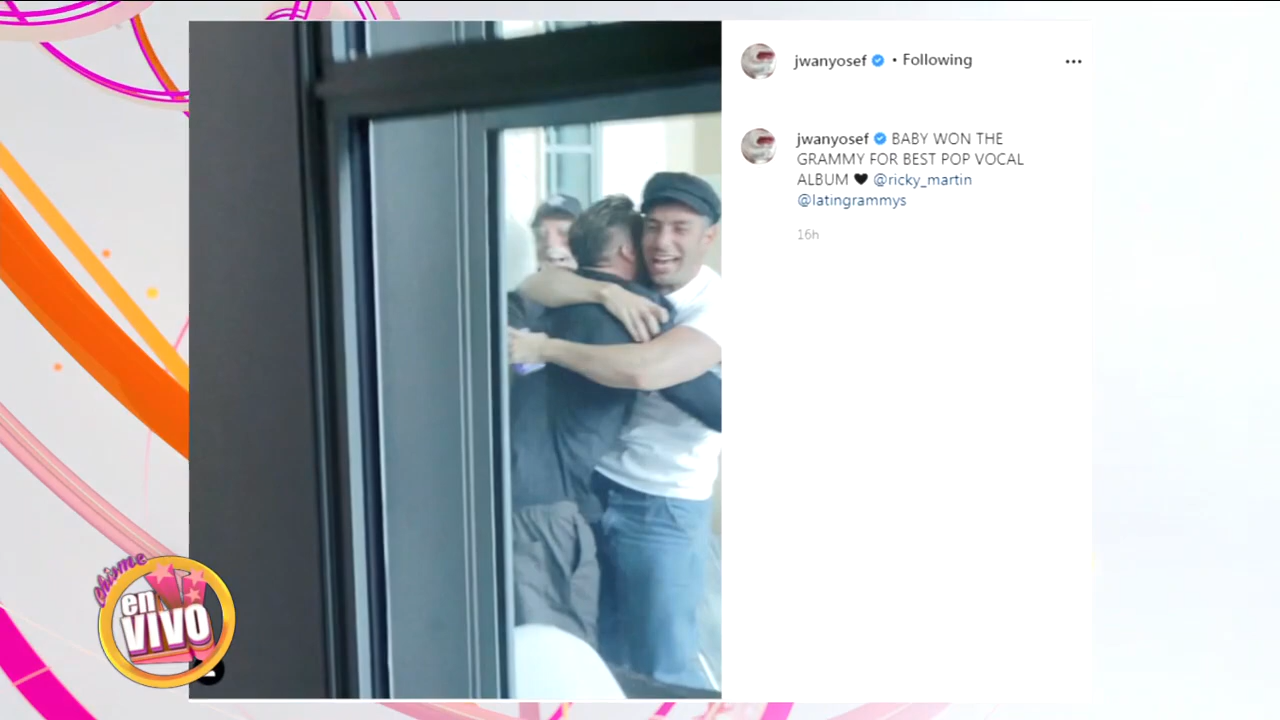 jwanyosef • Following
jwanyosef BABY WON THE
GRAMMY FOR BEST POP VOCAL
ALBUM 🖤 @ricky_martin
@latingrammys
16h
chisme
en
VIVO